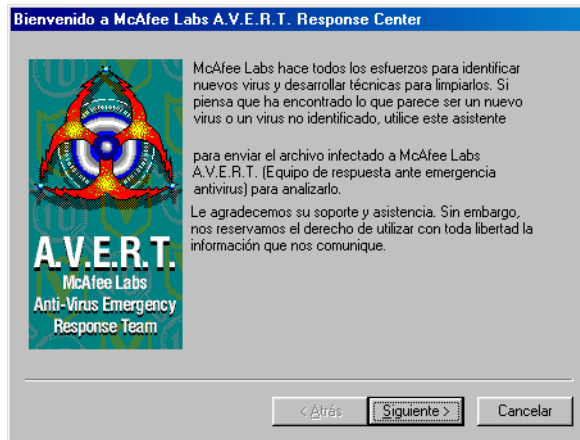 Bienvenido a McAfee Labs A.V.E.R.T. Response Center
McAfee Labs hace todos los esfuerzos para identificar
nuevos virus y desarrollar técnicas para limpiarlos. Si
piensa que ha encontrado lo que parece ser un nuevo
virus o un virus no identificado, utilice este asistente
para enviar el archivo infectado a McAfee Labs
A.V.E.R.T. (Equipo de respuesta ante emergencia
antivirus) para analizarlo.
Le agradecemos su soporte y asistencia. Sin embargo,
nos reservamos el derecho de utilizar con toda libertad la
información que nos comunique.
A.V.E.R.T.
McAfee Labs
Anti-Virus Emergency
Response Team
< Atrás
Siguiente >
Cancelar